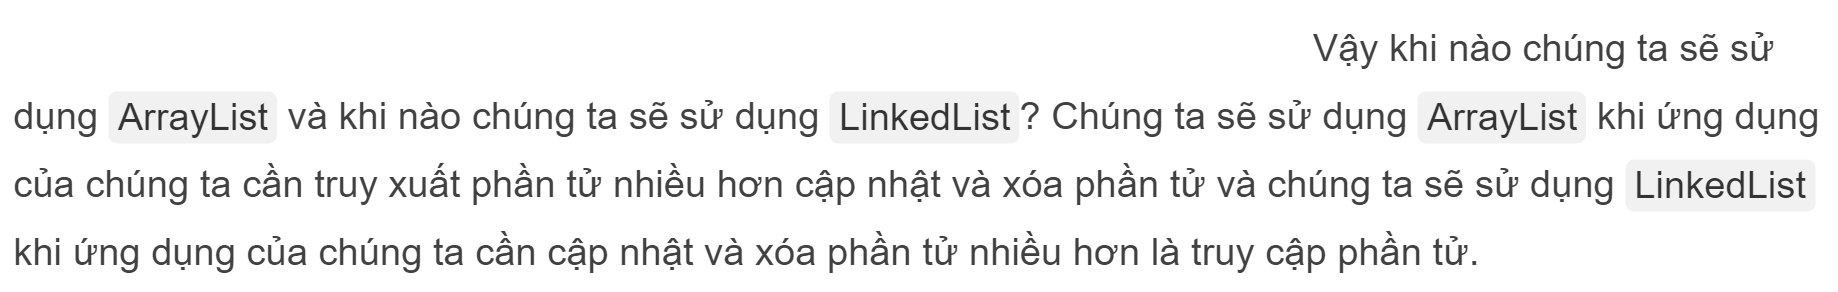 Vậy khi nào chúng ta sẽ sử
dụng ArrayList và khi nào chúng ta sẽ sử dụng LinkedList? Chúng ta sẽ sử dụng ArrayList khi ứng dụng
của chúng ta cần truy xuất phần tử nhiều hơn cập nhật và xóa phần tử và chúng ta sẽ sử dụng LinkedList
khi ứng dụng của chúng ta cần cập nhật và xóa phần tử nhiều hơn là truy cập phần tử.